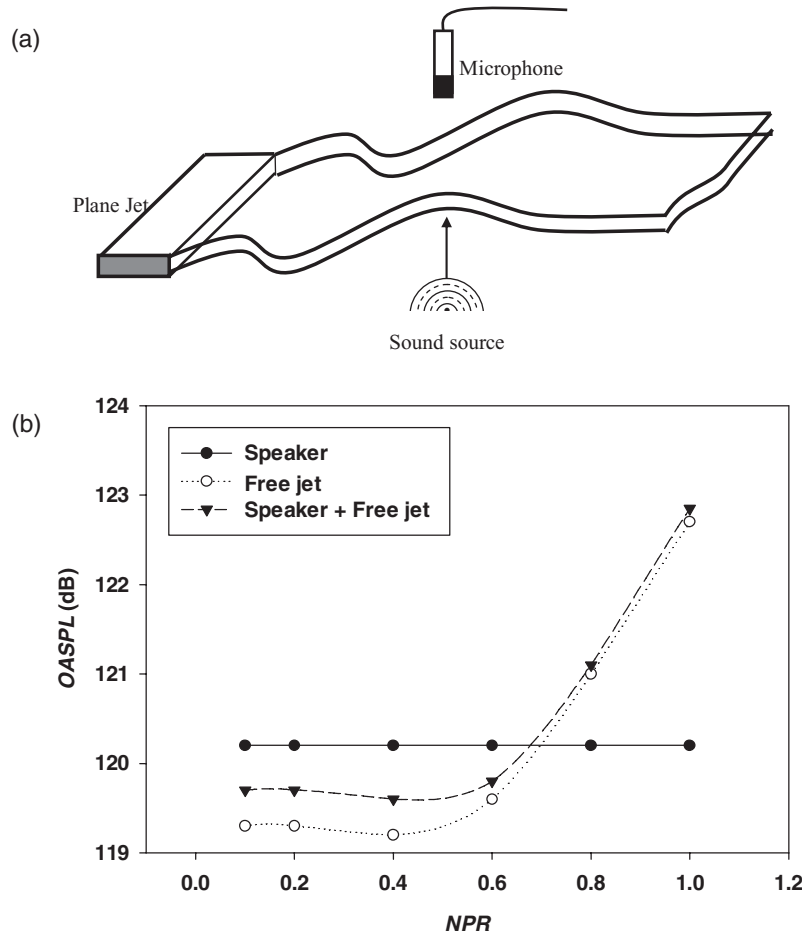 (a)
Microphone
Plane Jet
Sound source
(b)
124
123
122
121
120
119
OASPL (dB)
Speaker
Free jet
Speaker + Free jet
0.0 0.2 0.4 0.6 0.8 1.0 1.2
NPR